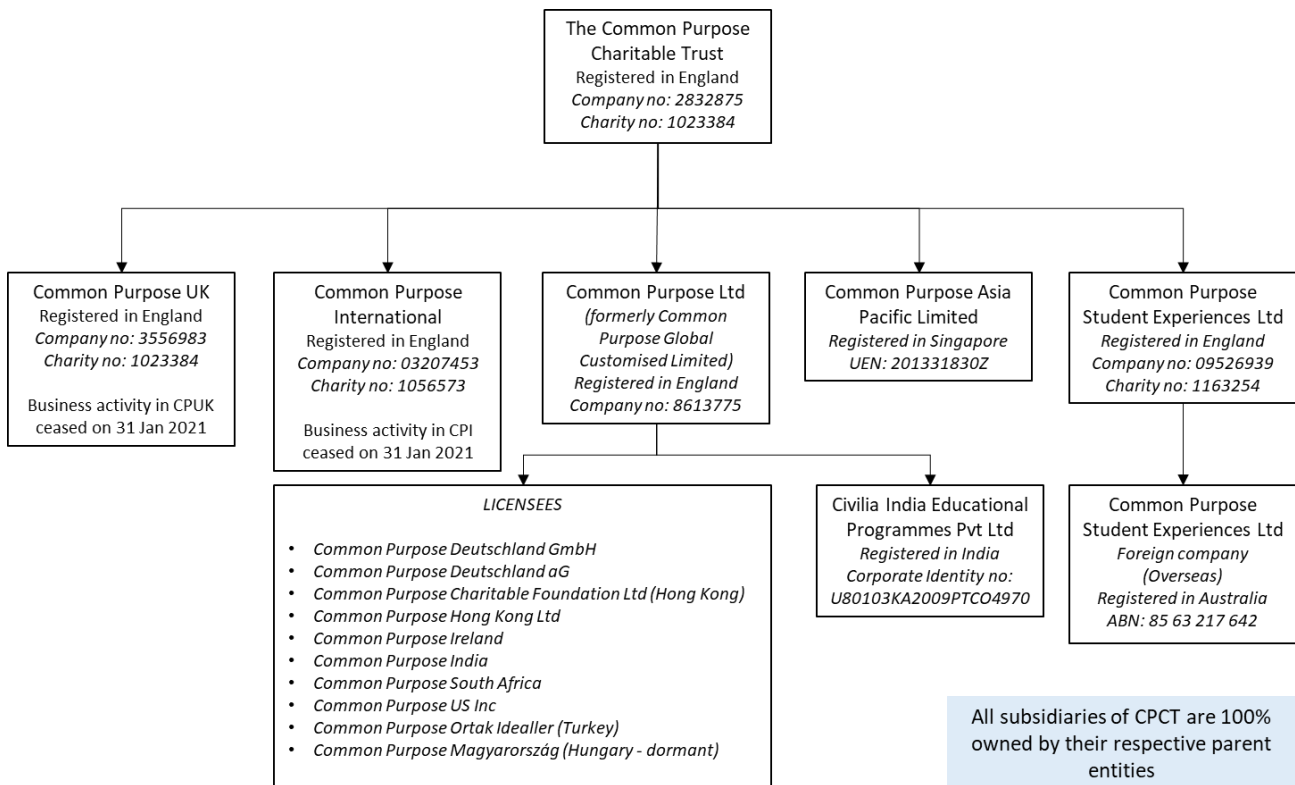 The Common Purpose
Charitable Trust
Registered in England
Company no: 2832875
Charity no: 1023384
Common Purpose UK
Registered in England
Company no: 3556983
Charity no: 1023384
Business activity in CPUK
ceased on 31 Jan 2021
Common Purpose
International
Registered in England
Company no: 03207453
Charity no: 1056573
Business activity in CPI
ceased on 31 Jan 2021
Common Purpose Ltd
(formerly Common
Purpose Global
Customised Limited)
Registered in England
Company no: 8613775
Common Purpose Asia
Pacific Limited
Registered in Singapore
UEN: 201331830Z
Common Purpose
Student Experiences Ltd
Registered in England
Company no: 09526939
Charity no: 1163254
LICENSEES
• Common Purpose Deutschland GmbH
• Common Purpose Deutschland aG
• Common Purpose Charitable Foundation Ltd (Hong Kong)
• Common Purpose Hong Kong Ltd
• Common Purpose Ireland
• Common Purpose India
• Common Purpose South Africa
• Common Purpose US Inc
• Common Purpose Ortak Idealler (Turkey)
• Common Purpose Magyarország (Hungary - dormant)
Civilia India Educational
Programmes Pvt Ltd
Registered in India
Corporate Identity no:
U80103KA2009PTCO4970
Common Purpose
Student Experiences Ltd
Foreign company
(Overseas)
Registered in Australia
ABN: 85 63 217 642
All subsidiaries of CPCT are 100%
owned by their respective parent
entities